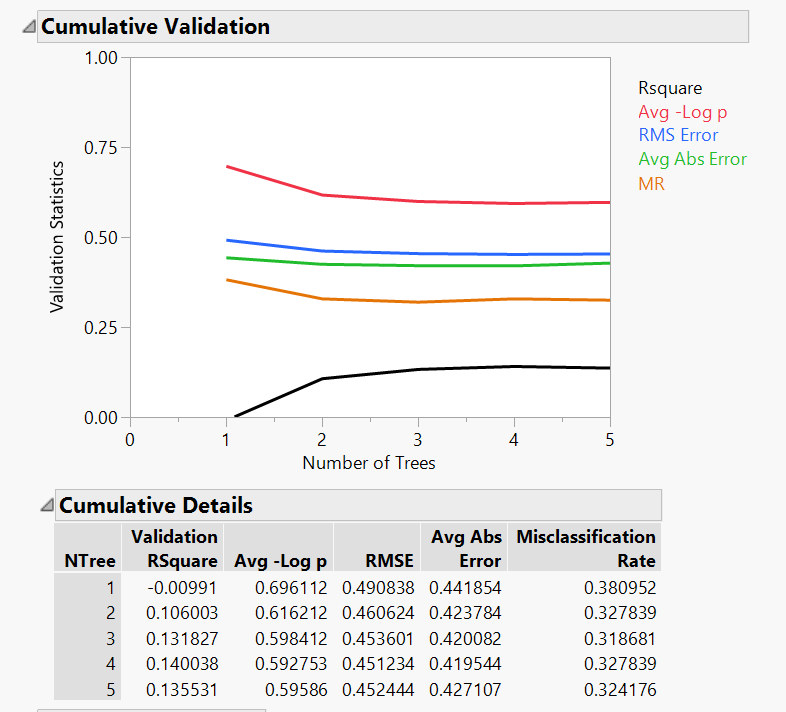 Cumulative Validation
1.00
0.75
0.50
0.25
0.00
Validation Statistics
0 1 2 3 4 5
Number of Trees
Rsquare
Avg -Log p
RMS Error
Avg Abs Error
MR
Cumulative Details
NTree Validation RSquare Avg -Log p RMSE Avg Abs Error Misclassification Rate
1 -0.00991 0.696112 0.490838 0.441854 0.380952
2 0.106003 0.616212 0.460624 0.423784 0.327839
3 0.131827 0.598412 0.453601 0.420082 0.318681
4 0.140038 0.592753 0.451234 0.419544 0.327839
5 0.135531 0.59586 0.452444 0.427107 0.324176